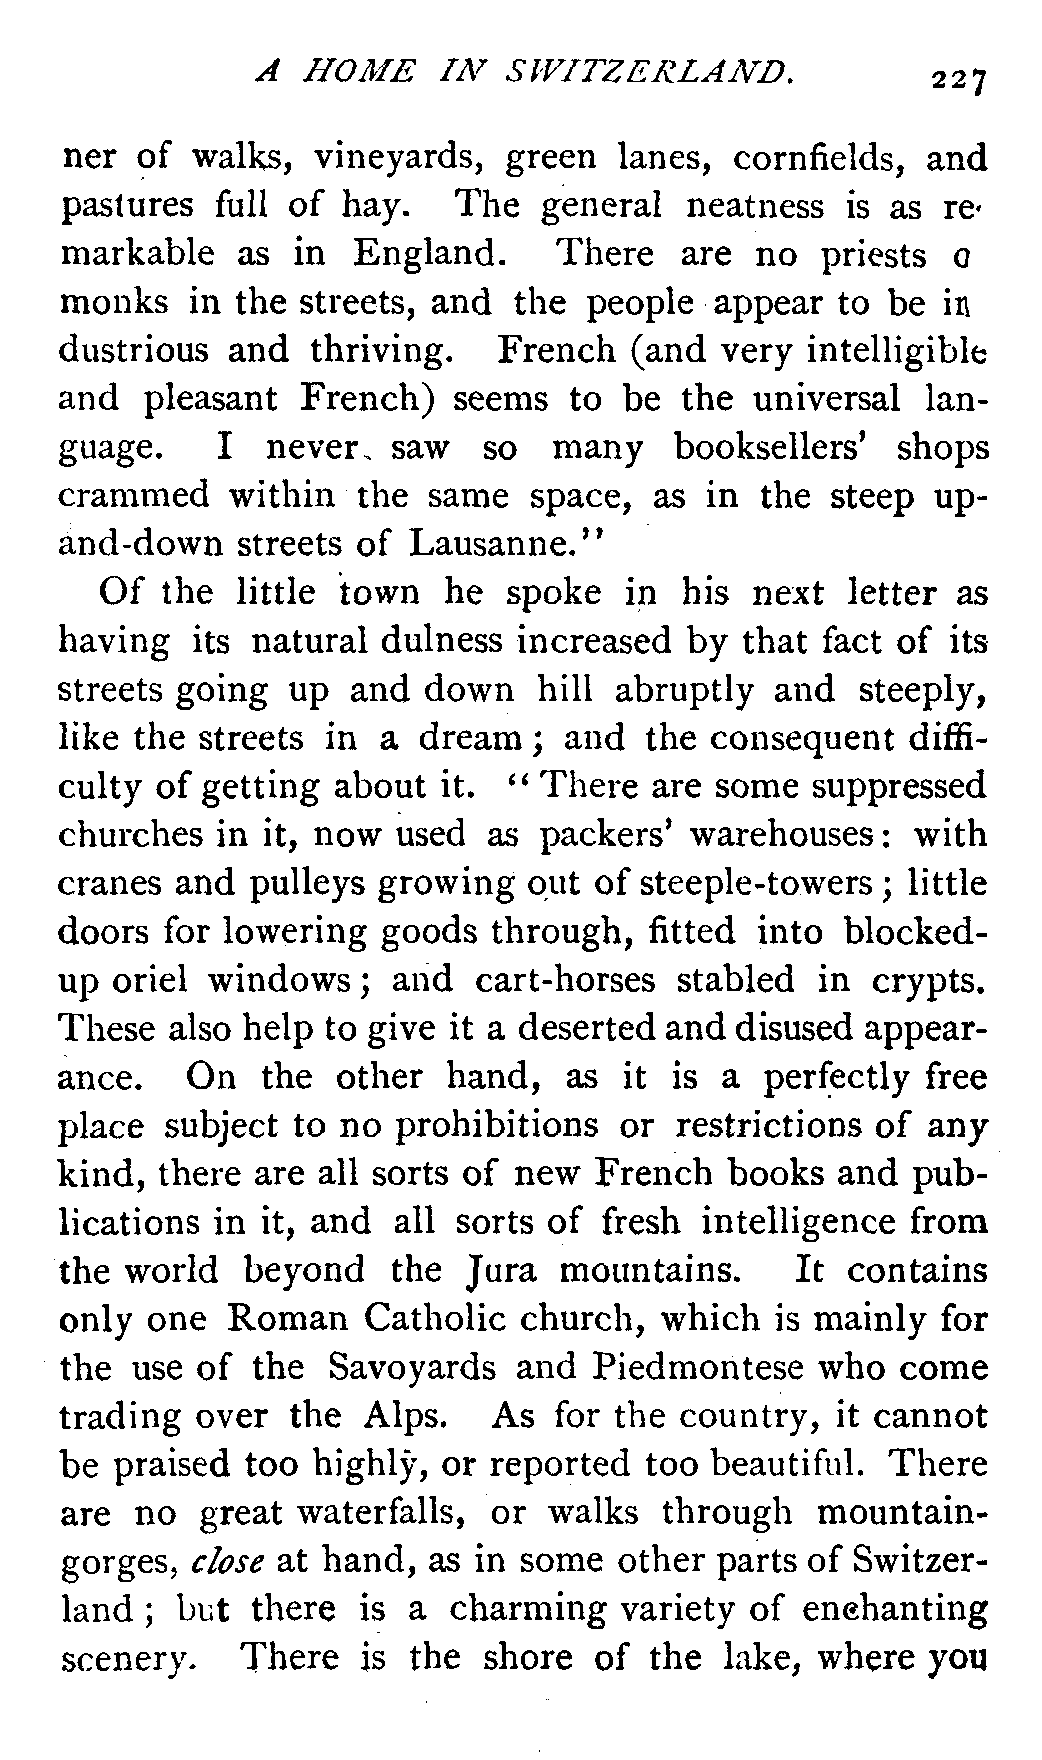 A HOME IN SWITZERLAND. 227
ner of walks, vineyards, green lanes, cornfields, and
pastures full of hay. The general neatness is as re-
markable as in England. There are no priests o
monks in the streets, and the people appear to be in
dustrious and thriving. French (and very intelligible
and pleasant French) seems to be the universal lan-
guage. I never saw so many booksellers' shops
crammed within the same space, as in the steep up-
and-down streets of Lausanne."
Of the little town he spoke in his next letter as
having its natural dulness increased by that fact of its
streets going up and down hill abruptly and steeply,
like the streets in a dream ; and the consequent diffi-
culty of getting about it. "There are some suppressed
churches in it, now used as packers' warehouses : with
cranes and pulleys growing out of steeple-towers ; little
doors for lowering goods through, fitted into blocked-
up oriel windows ; and cart-horses stabled in crypts.
These also help to give it a deserted and disused appear-
ance. On the other hand, as it is a perfectly free
place subject to no prohibitions or restrictions of any
kind, there are all sorts of new French books and pub-
lications in it, and all sorts of fresh intelligence from
the world beyond the Jura mountains. It contains
only one Roman Catholic church, which is mainly for
the use of the Savoyards and Piedmontese who come
trading over the Alps. As for the country, it cannot
be praised too highly, or reported too beautiful. There
are no great waterfalls, or walks through mountain-
gorges, close at hand, as in some other parts of Switzer-
land ; but there is a charming variety of enchanting
scenery. There is the shore of the lake, where you